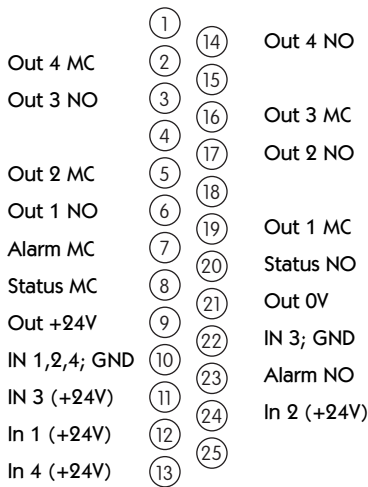 1
14 Out 4 NO
Out 4 MC 2
15
Out 3 NO 3
16 Out 3 MC
4
17 Out 2 NO
Out 2 MC 5
18
Out 1 NO 6
19 Out 1 MC
Alarm MC 7
20 Status NO
Status MC 8
21 Out 0V
Out +24V 9
22 IN 3; GND
IN 1,2,4; GND 10
23 Alarm NO
IN 3 (+24V) 11
24 In 2 (+24V)
In 1 (+24V) 12
25
In 4 (+24V) 13